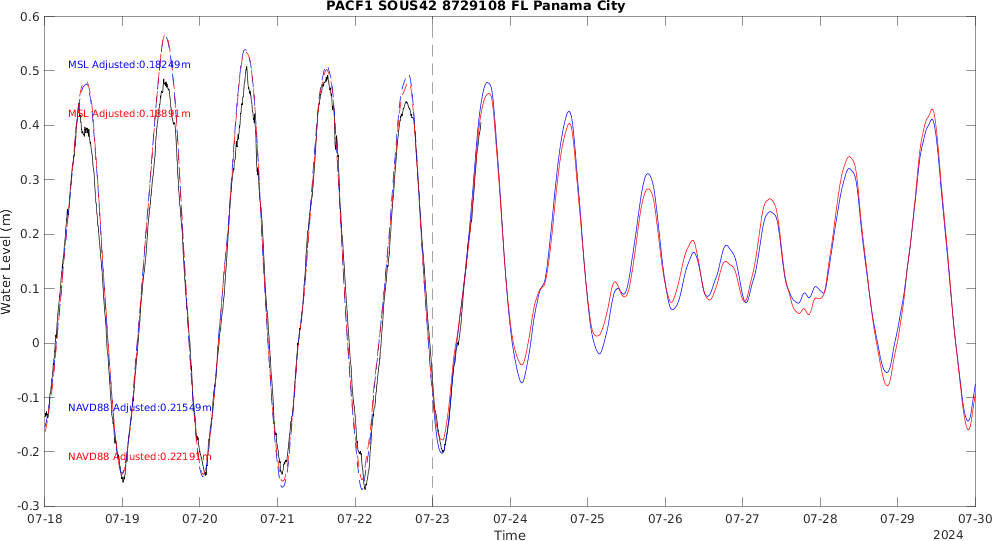 PACF1 SOUS42 8729108 FL Panama City
0.6
0.5
0.4
0.3
0.2
0.1
0
-0.1
-0.2
-0.3
Water Level (m)
MSL Adjusted:0.18249m
MSL Adjusted:0.18891m
NAVD88 Adjusted:0.21549m
NAVD88 Adjusted:0.22191m
07-18 07-19 07-20 07-21 07-22 07-23 07-24 07-25 07-26 07-27 07-28 07-29 07-30
Time
2024